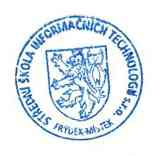 STŘEDNÍ ŠKOLA INFORMAČNÍCH TECHNOLOGIÍ S.R.O.
FRÝDEK-MÍSTEK